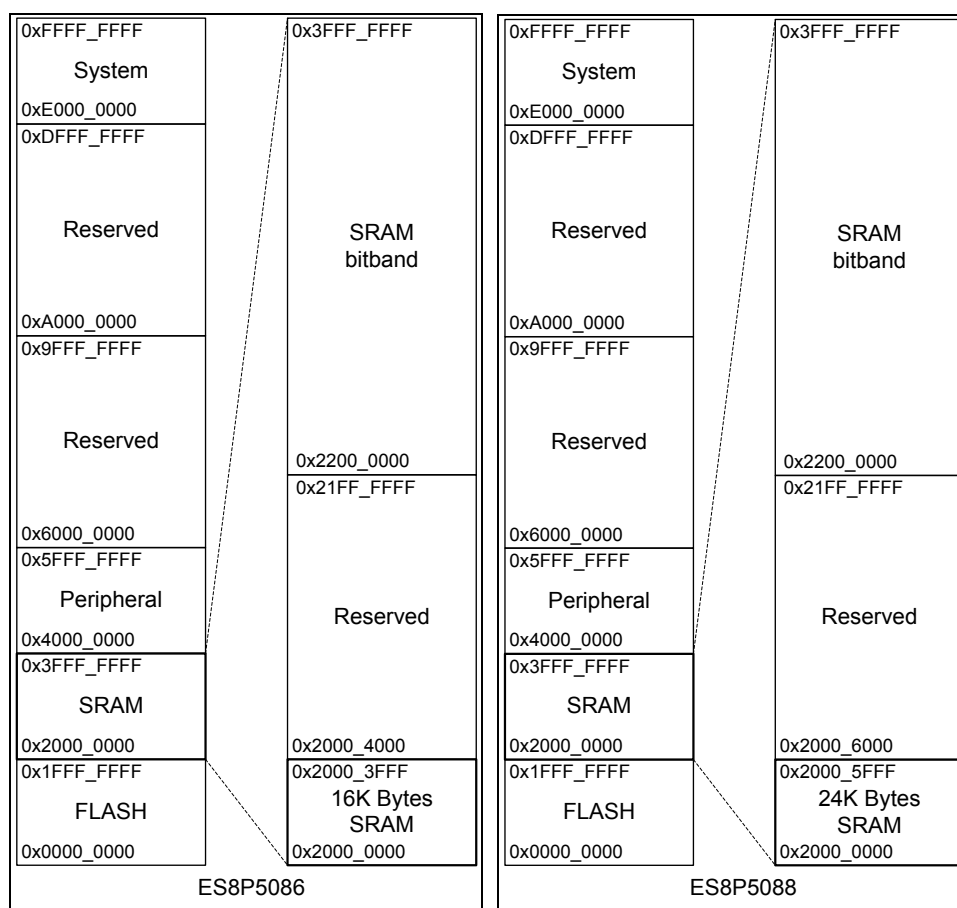 0xFFFF_FFFF
System
0xE000_0000
0xDFFF_FFFF
Reserved
0xA000_0000
0x9FFF_FFFF
Reserved
0x6000_0000
0x5FFF_FFFF
Peripheral
0x4000_0000
0x3FFF_FFFF
SRAM
0x2000_0000
0x1FFF_FFFF
FLASH
0x0000_0000
0x3FFF_FFFF
SRAM
bitband
0x2200_0000
0x21FF_FFFF
Reserved
0x2000_4000
0x2000_3FFF
16K Bytes
SRAM
0x2000_0000
ES8P5086
0xFFFF_FFFF
System
0xE000_0000
0xDFFF_FFFF
Reserved
0xA000_0000
0x9FFF_FFFF
Reserved
0x6000_0000
0x5FFF_FFFF
Peripheral
0x4000_0000
0x3FFF_FFFF
SRAM
0x2000_0000
0x1FFF_FFFF
FLASH
0x0000_0000
0x3FFF_FFFF
SRAM
bitband
0x2200_0000
0x21FF_FFFF
Reserved
0x2000_6000
0x2000_5FFF
24K Bytes
SRAM
0x2000_0000
ES8P5088